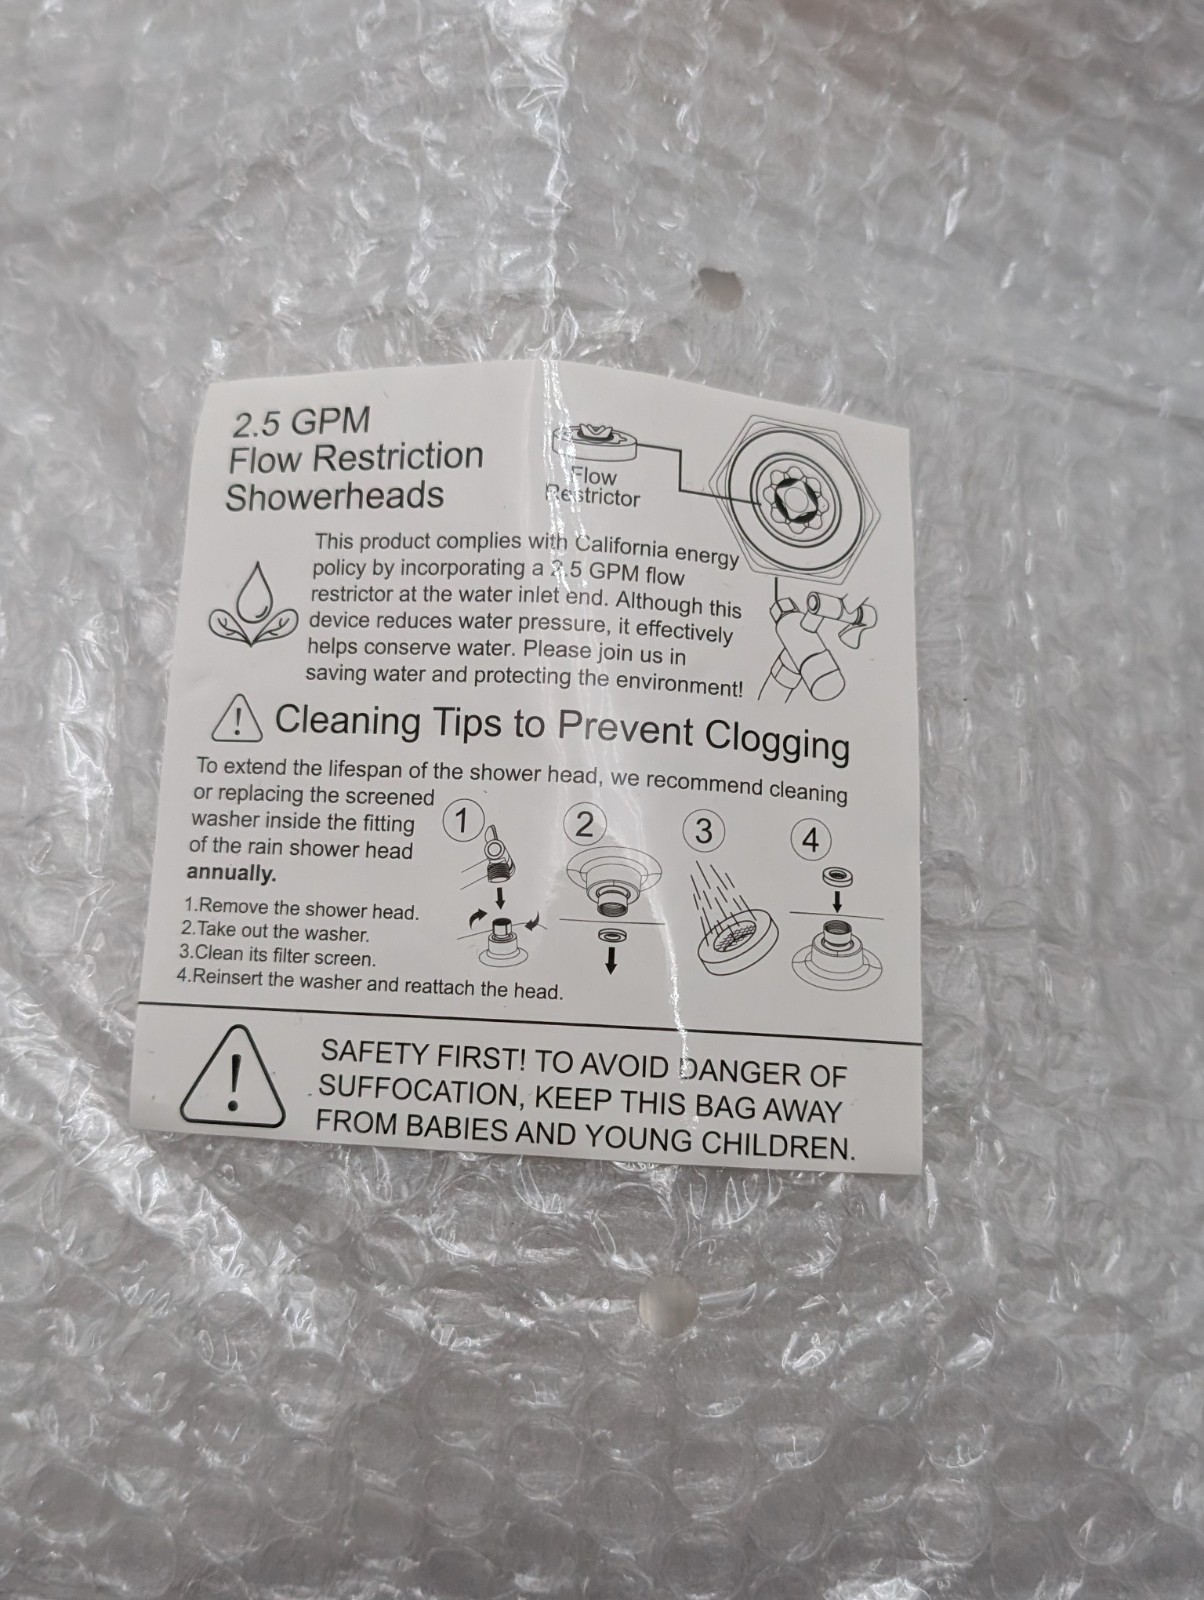 2.5 GPM
Flow Restriction
Showerheads
Flow
Restrictor
This product complies with California energy
policy by incorporating a 2.5 GPM flow
restrictor at the water inlet end. Although this
device reduces water pressure, it effectively
helps conserve water. Please join us in
saving water and protecting the environment!
! Cleaning Tips to Prevent Clogging
To extend the lifespan of the shower head, we recommend cleaning
or replacing the screened
washer inside the fitting
of the rain shower head
annually.
1 2 3 4
1.Remove the shower head.
2.Take out the washer.
3.Clean its filter screen.
4.Reinsert the washer and reattach the head.
! SAFETY FIRST! TO AVOID DANGER OF
SUFFOCATION, KEEP THIS BAG AWAY
FROM BABIES AND YOUNG CHILDREN.